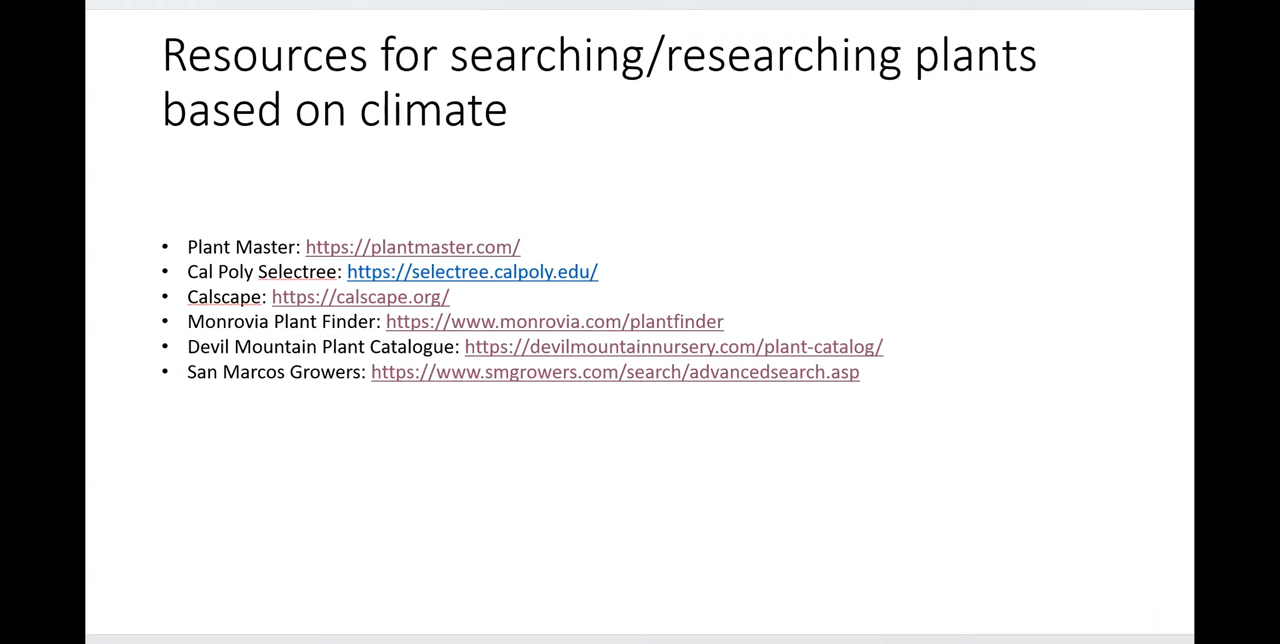 Resources for searching/researching plants
based on climate
• Plant Master: https://plantmaster.com/
• Cal Poly Selectree: https://selectree.calpoly.edu/
• Calscape: https://calscape.org/
• Monrovia Plant Finder: https://www.monrovia.com/plantfinder
• Devil Mountain Plant Catalogue: https://devilmountainnursery.com/plant-catalog/
• San Marcos Growers: https://www.smgrowers.com/search/advancedsearch.asp